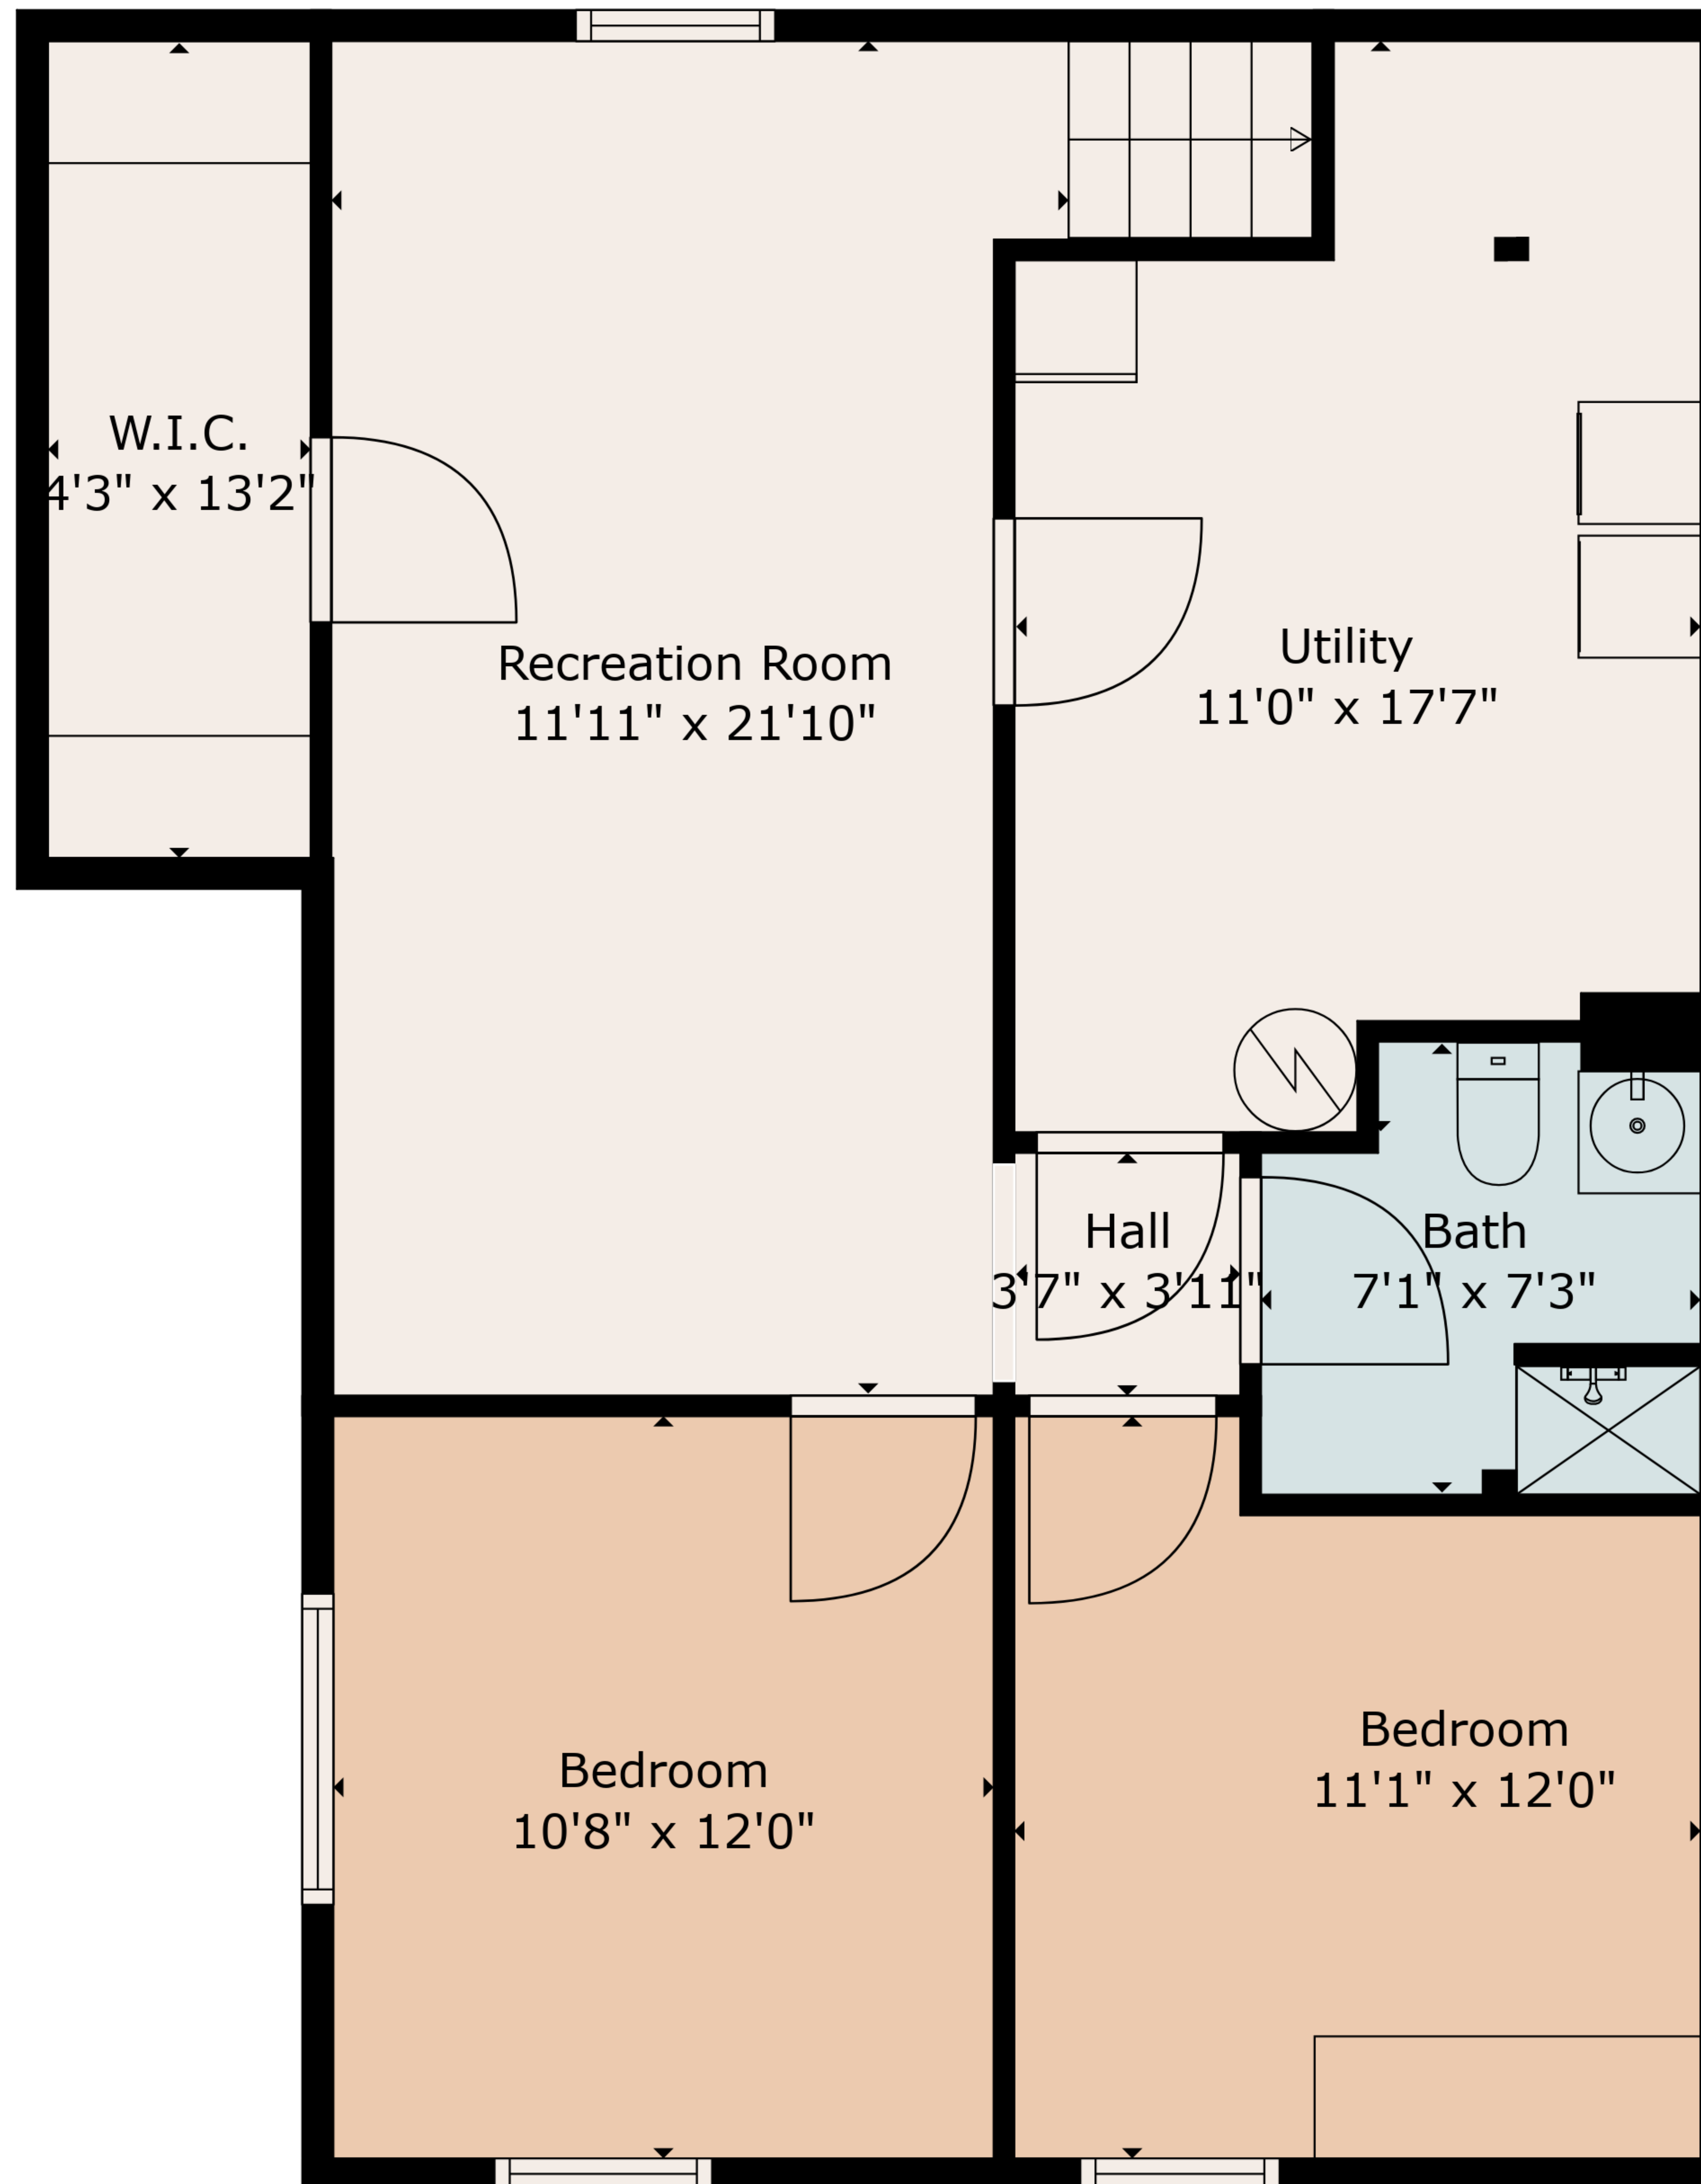 W.I.C.
4'3" x 13'2"
Recreation Room
11'11" x 21'10"
Utility
11'0" x 17'7"
Hall
3'7" x 3'11"
Bath
7'1" x 7'3"
Bedroom
10'8" x 12'0"
Bedroom
11'1" x 12'0"